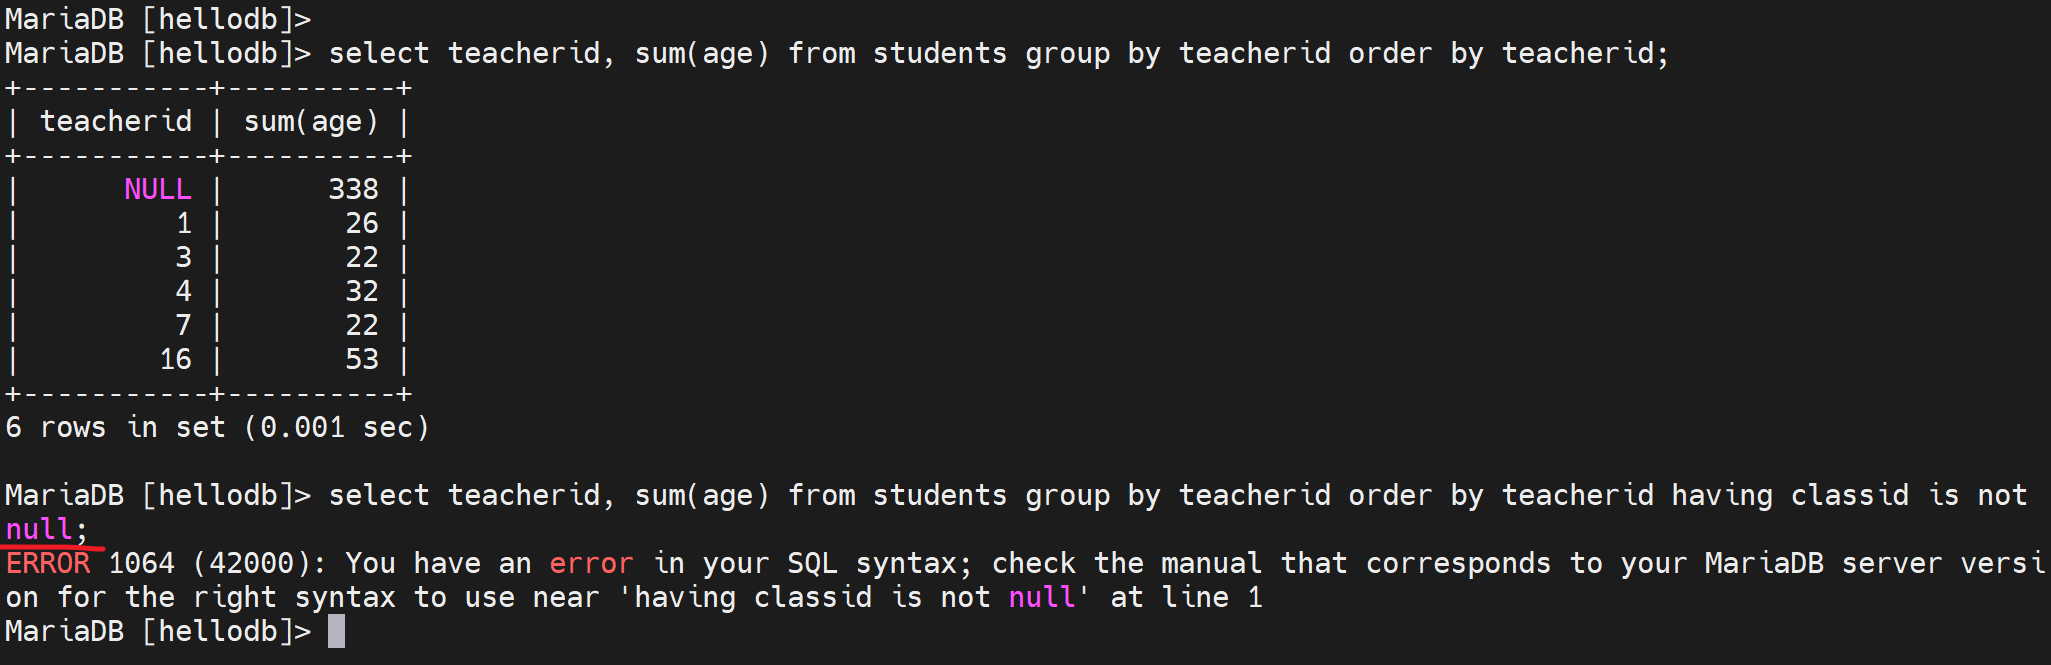 MariaDB [hellodb]>
MariaDB [hellodb]> select teacherid, sum(age) from students group by teacherid order by teacherid;
+-----------+----------+
| teacherid | sum(age) |
+-----------+----------+
|      NULL |      338 |
|         1 |       26 |
|         3 |       22 |
|         4 |       32 |
|         7 |       22 |
|        16 |       53 |
+-----------+----------+
6 rows in set (0.001 sec)

MariaDB [hellodb]> select teacherid, sum(age) from students group by teacherid order by teacherid having classid is not
null;
ERROR 1064 (42000): You have an error in your SQL syntax; check the manual that corresponds to your MariaDB server versi
on for the right syntax to use near 'having classid is not null' at line 1
MariaDB [hellodb]>